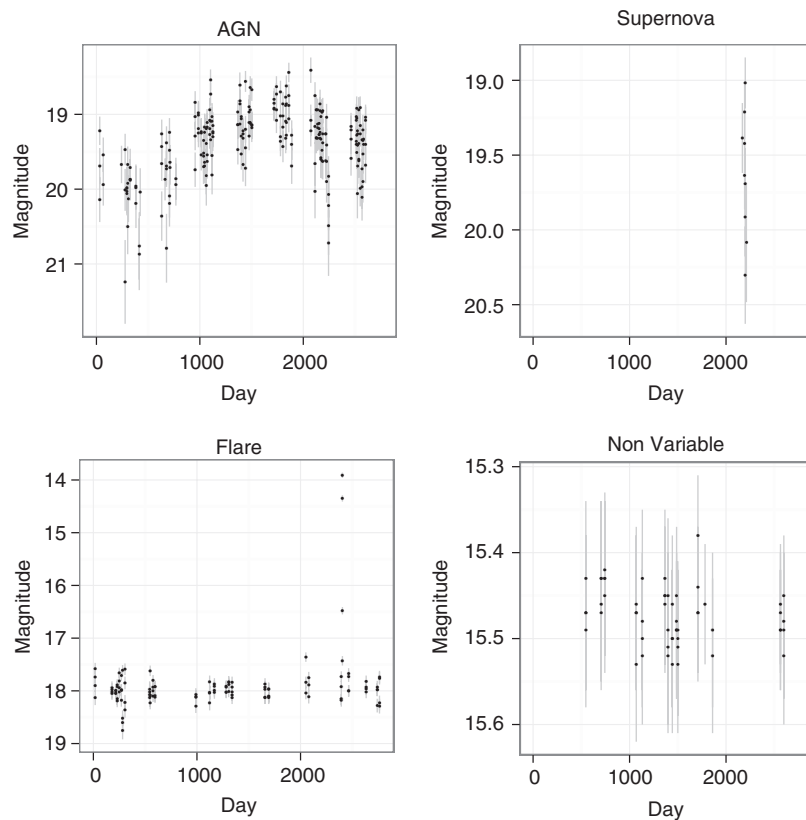 AGN
Magnitude
19
20
21
0
1000
2000
Day
Supernova
Magnitude
19.0
19.5
20.0
20.5
0
1000
2000
Day
Flare
Magnitude
14
15
16
17
18
19
0
1000
2000
Day
Non Variable
Magnitude
15.3
15.4
15.5
15.6
0
1000
2000
Day